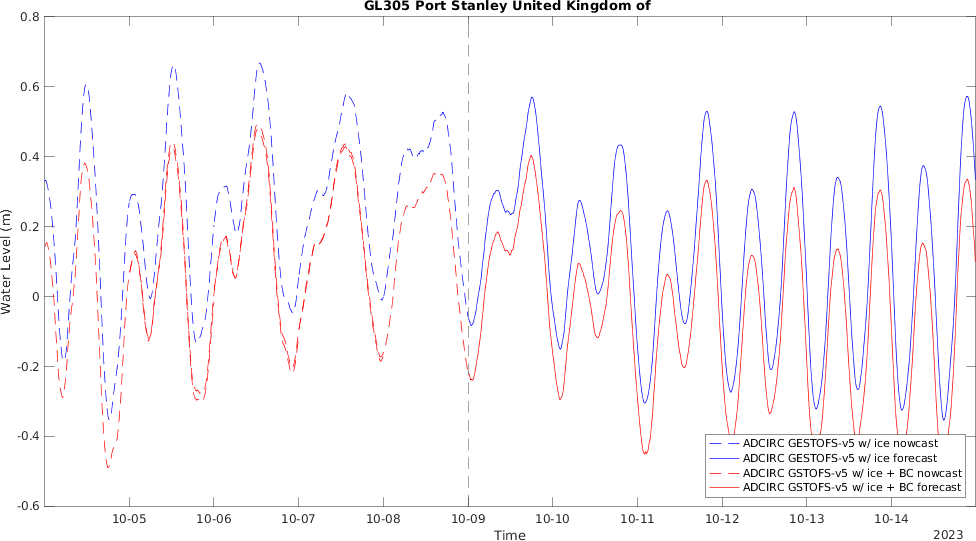 GL305 Port Stanley United Kingdom of
0.8
0.6
0.4
0.2
0
-0.2
-0.4
-0.6
Water Level (m)
ADCIRC GESTOFS-v5 w/ ice nowcast
ADCIRC GESTOFS-v5 w/ ice forecast
ADCIRC GSTOFS-v5 w/ ice + BC nowcast
ADCIRC GSTOFS-v5 w/ ice + BC forecast
10-05 10-06 10-07 10-08 10-09 10-10 10-11 10-12 10-13 10-14
Time
2023